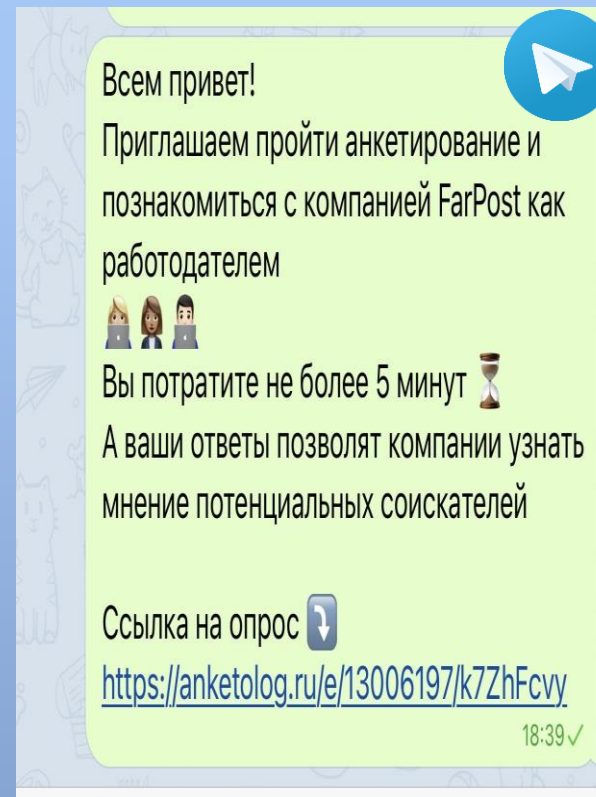 Всем привет!
Приглашаем пройти анкетирование и
познакомиться с компанией FarPost как
работодателем
Вы потратите не более 5 минут
А ваши ответы позволят компании узнать
мнение потенциальных соискателей
Ссылка на опрос
https://anketolog.ru/e/13006197/k7ZhFcvy
18:39